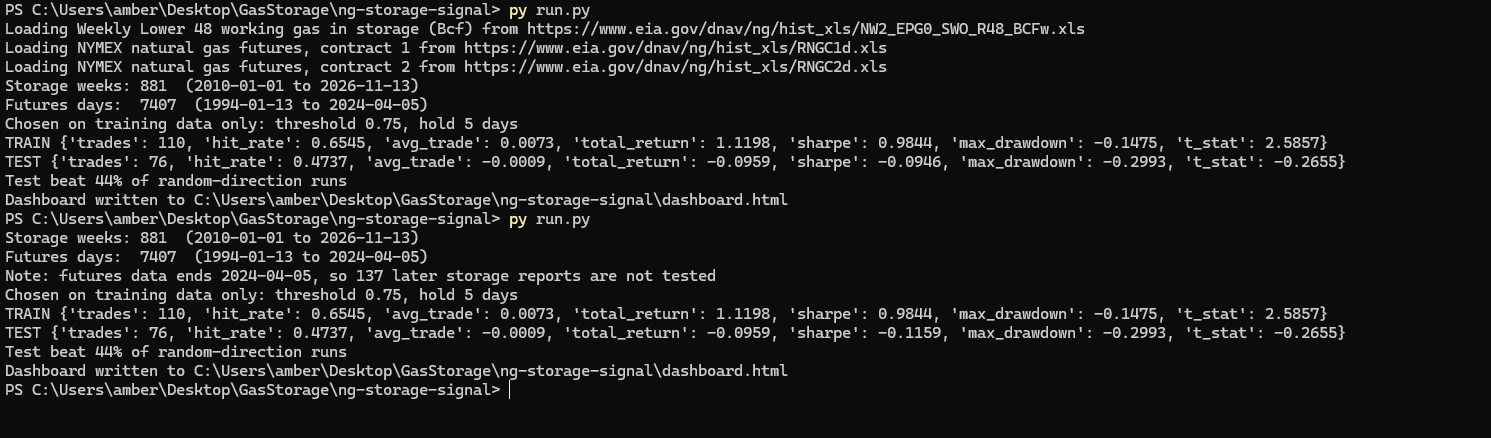 PS C:\Users\amber\Desktop\GasStorage\ng-storage-signal> py run.py
Loading Weekly Lower 48 working gas in storage (Bcf) from https://www.eia.gov/dnav/ng/hist_xls/NW2_EPG0_SWO_R48_BCFw.xls
Loading NYMEX natural gas futures, contract 1 from https://www.eia.gov/dnav/ng/hist_xls/RNGC1d.xls
Loading NYMEX natural gas futures, contract 2 from https://www.eia.gov/dnav/ng/hist_xls/RNGC2d.xls
Storage weeks: 881  (2010-01-01 to 2026-11-13)
Futures days:  7407  (1994-01-13 to 2024-04-05)
Chosen on training data only: threshold 0.75, hold 5 days
TRAIN {'trades': 110, 'hit_rate': 0.6545, 'avg_trade': 0.0073, 'total_return': 1.1198, 'sharpe': 0.9844, 'max_drawdown': -0.1475, 't_stat': 2.5857}
TEST {'trades': 76, 'hit_rate': 0.4737, 'avg_trade': -0.0009, 'total_return': -0.0959, 'sharpe': -0.0946, 'max_drawdown': -0.2993, 't_stat': -0.2655}
Test beat 44% of random-direction runs
Dashboard written to C:\Users\amber\Desktop\GasStorage\ng-storage-signal\dashboard.html
PS C:\Users\amber\Desktop\GasStorage\ng-storage-signal> py run.py
Storage weeks: 881  (2010-01-01 to 2026-11-13)
Futures days:  7407  (1994-01-13 to 2024-04-05)
Note: futures data ends 2024-04-05, so 137 later storage reports are not tested
Chosen on training data only: threshold 0.75, hold 5 days
TRAIN {'trades': 110, 'hit_rate': 0.6545, 'avg_trade': 0.0073, 'total_return': 1.1198, 'sharpe': 0.9844, 'max_drawdown': -0.1475, 't_stat': 2.5857}
TEST {'trades': 76, 'hit_rate': 0.4737, 'avg_trade': -0.0009, 'total_return': -0.0959, 'sharpe': -0.1159, 'max_drawdown': -0.2993, 't_stat': -0.2655}
Test beat 44% of random-direction runs
Dashboard written to C:\Users\amber\Desktop\GasStorage\ng-storage-signal\dashboard.html
PS C:\Users\amber\Desktop\GasStorage\ng-storage-signal>